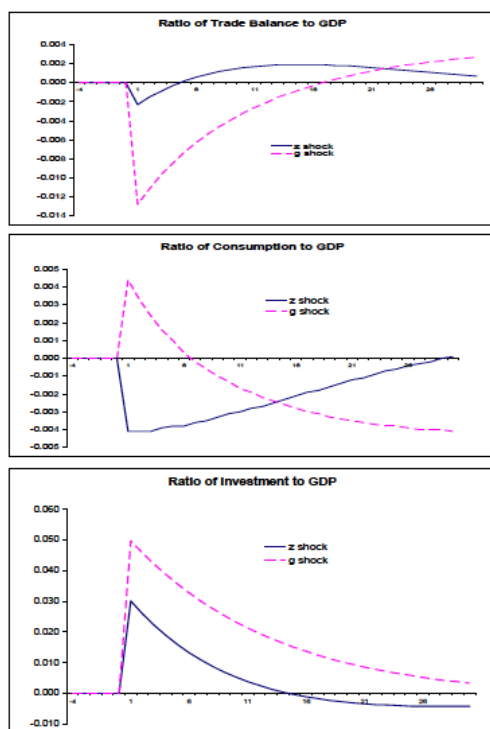 Ratio of Trade Balance to GDP
0.004
0.002
0.000
-4 1 6 11 16 21 26
-0.002
-0.004
-0.006
-0.008
z shock
g shock
-0.010
-0.012
-0.014
Ratio of Consumption to GDP
0.005
0.004
0.003
z shock
g shock
0.002
0.001
0.000
-4 1 6 11 16 21 26
-0.001
-0.002
-0.003
-0.004
-0.005
Ratio of Investment to GDP
0.060
0.050
z shock
g shock
0.040
0.030
0.020
0.010
0.000
-4 1 6 11 16 21 26
-0.010